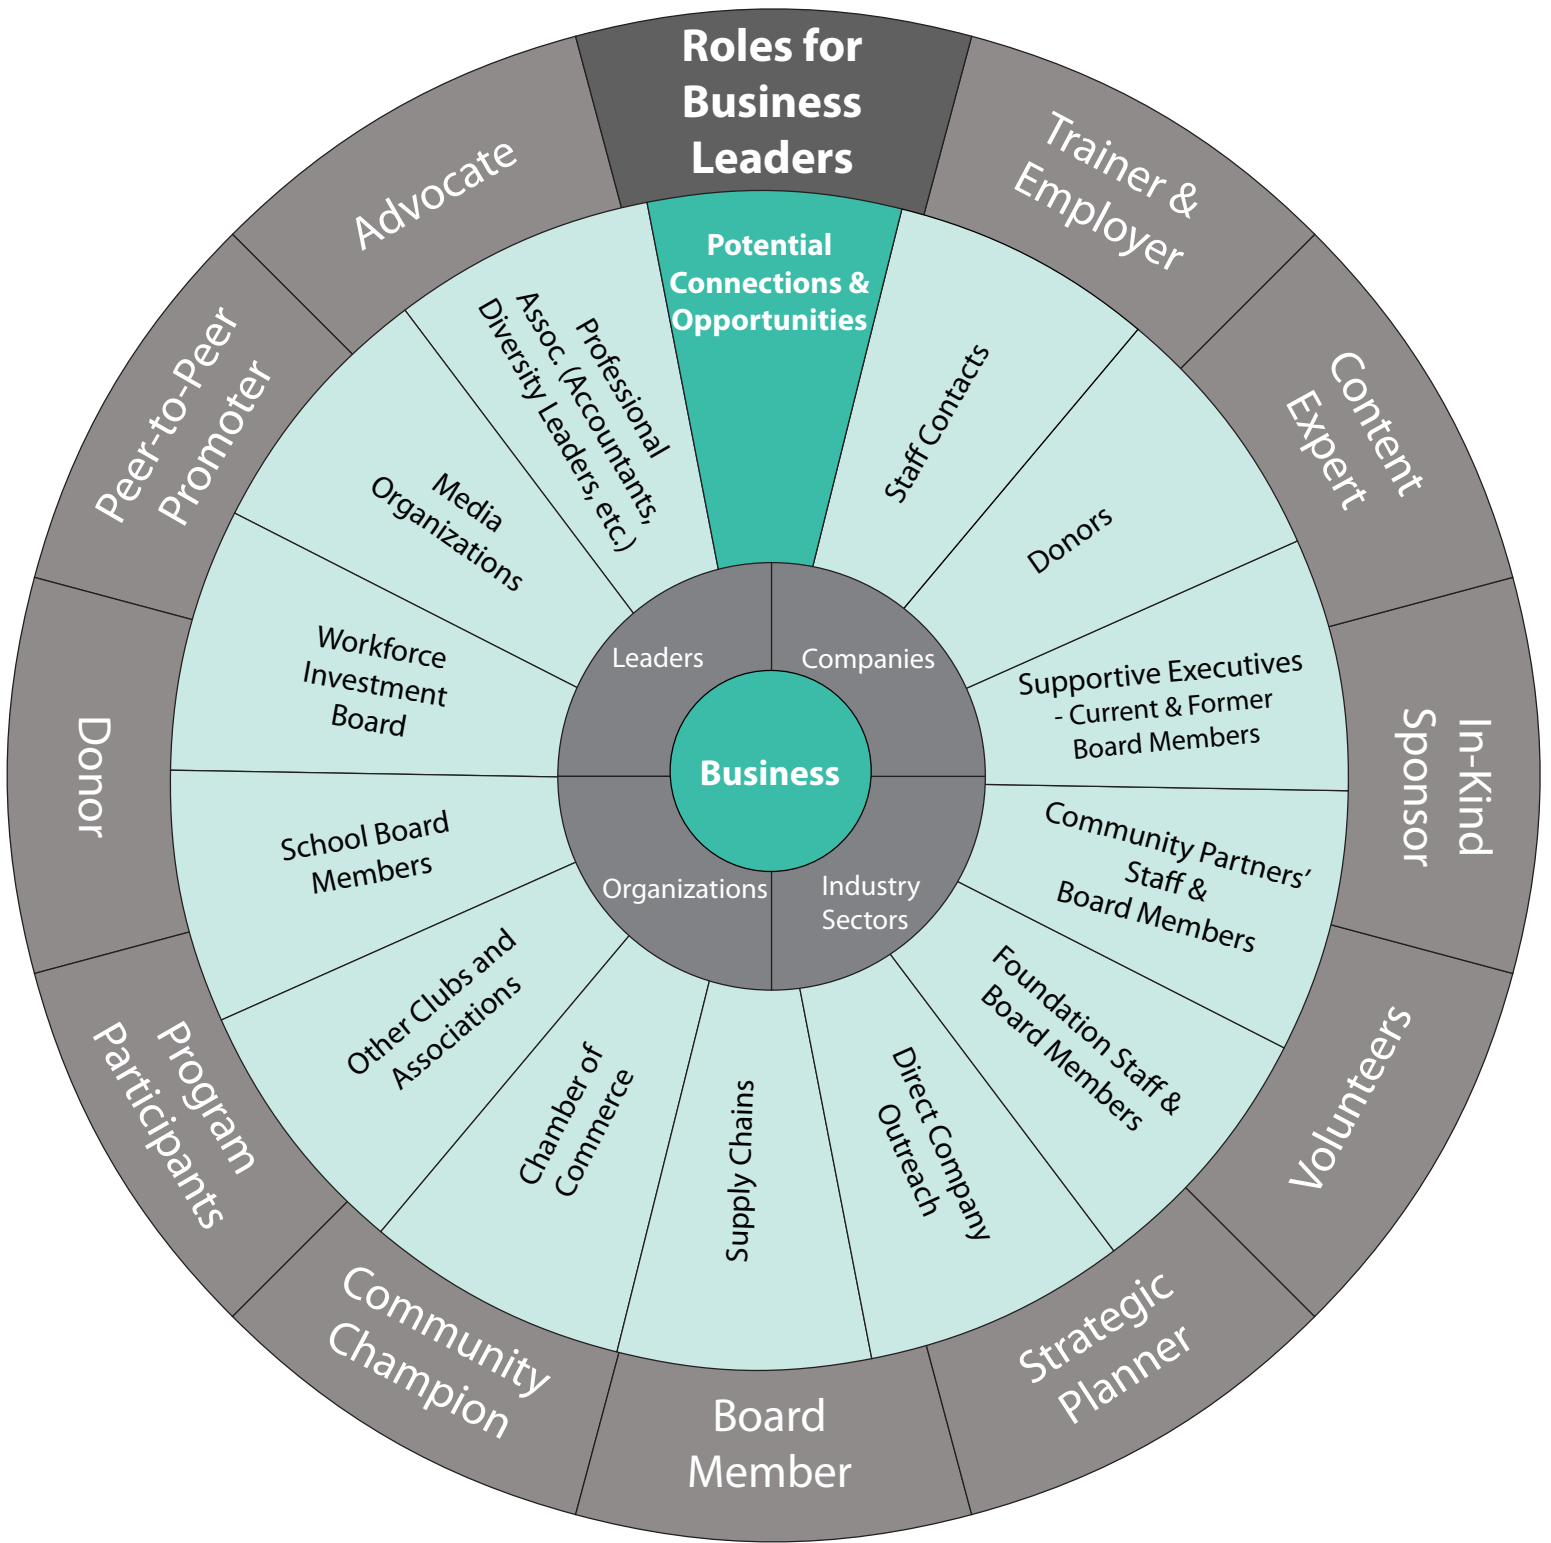 Roles for
Business
Leaders
Trainer &
Employer
Content
Expert
In-Kind
Sponsor
Volunteers
Strategic
Planner
Board
Member
Community
Champion
Program
Participants
Donor
Peer-to-Peer
Promoter
Advocate
Potential
Connections &
Opportunities
Staff Contacts
Donors
Supportive Executives
- Current & Former
Board Members
Community Partners’
Staff &
Board Members
Foundation Staff &
Board Members
Direct Company
Outreach
Supply Chains
Chamber of
Commerce
Other Clubs and
Associations
School Board
Members
Workforce
Investment
Board
Media
Organizations
Professional
Assoc. (Accountants,
Diversity Leaders, etc.)
Leaders
Companies
Industry
Sectors
Organizations
Business